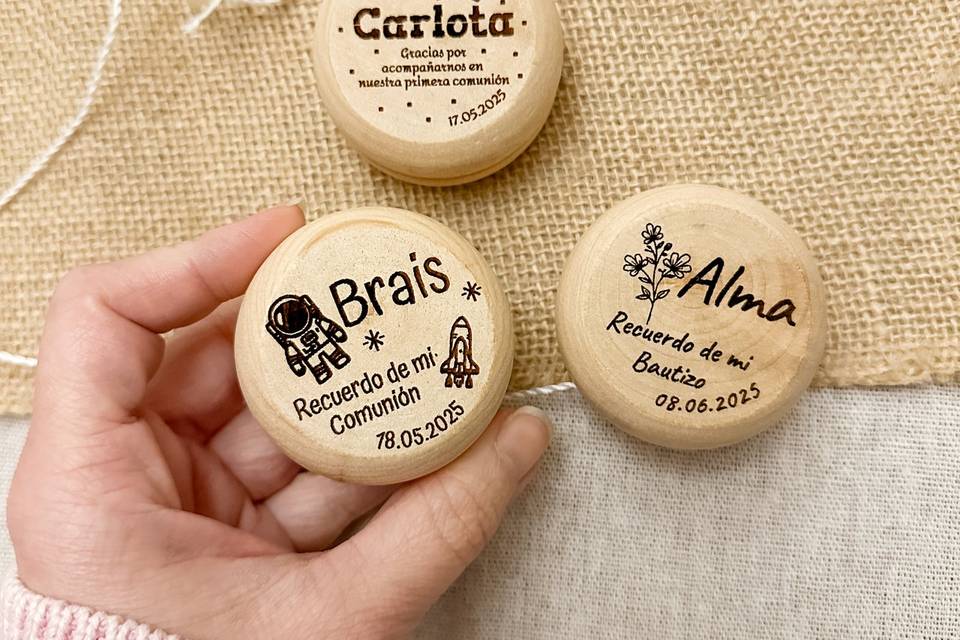 Carlota
Gracias por
acompañarnos en
nuestra primera comunión
17.05.2025
Brais
Recuerdo de mi
Comunión
18.05.2025
Alma
Recuerdo de mi
Bautizo
08.06.2025